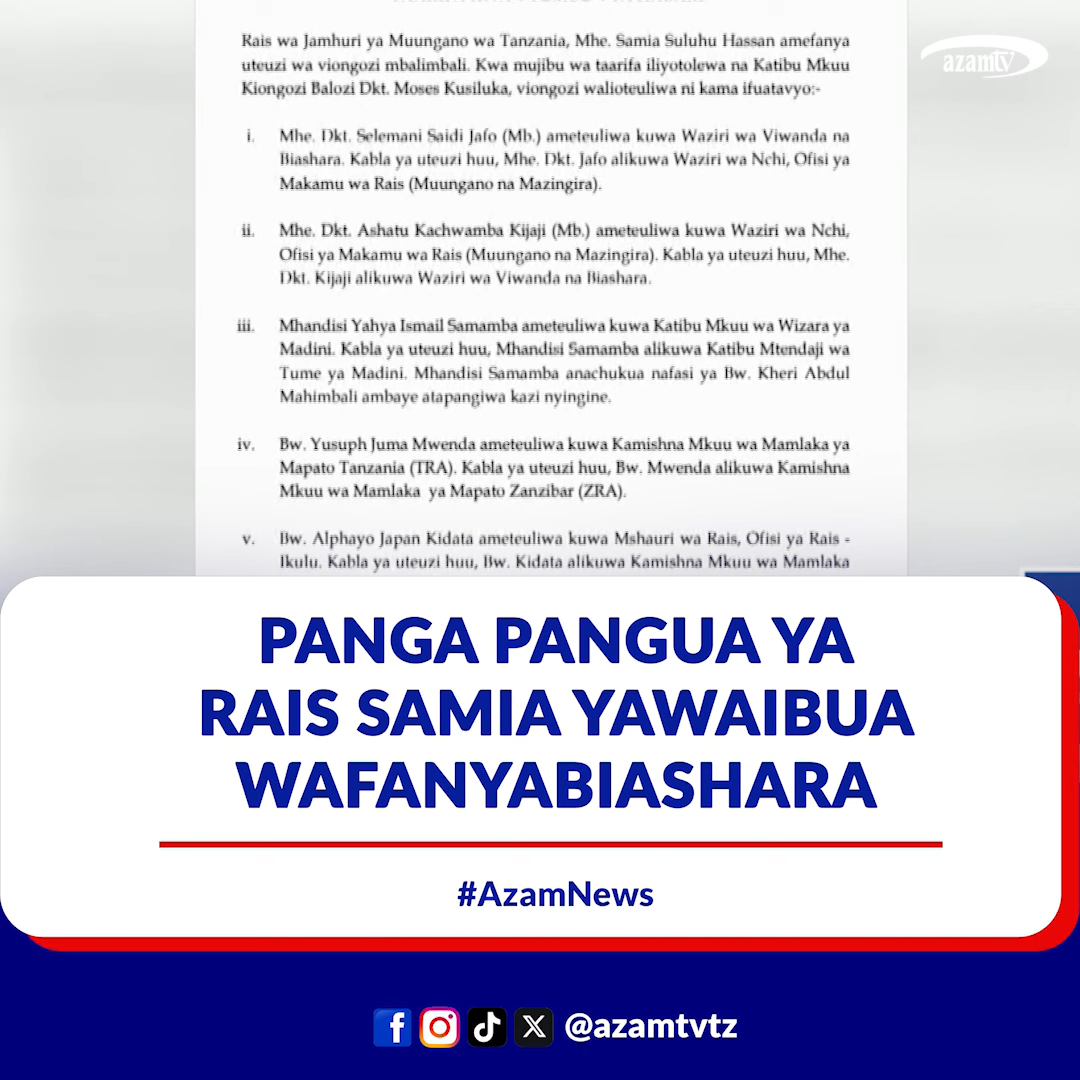 azamtv
Rais wa Jamhuri ya Muungano wa Tanzania, Mhe. Samia Suluhu Hassan amefanya
uteuzi wa viongozi mbalimbali. Kwa mujibu wa taarifa iliyotolewa na Katibu Mkuu
Kiongozi Balozi Dkt. Moses Kusiluka, viongozi walioteuliwa ni kama ifuatavyo:-
i. Mhe. Dkt. Selemani Saidi Jafo (Mb.) ameteuliwa kuwa Waziri wa Viwanda na
Biashara. Kabla ya uteuzi huu, Mhe. Dkt. Jafo alikuwa Waziri wa Nchi, Ofisi ya
Makamu wa Rais (Muungano na Mazingira).
ii. Mhe. Dkt. Ashatu Kachwamba Kijaji (Mb.) ameteuliwa kuwa Waziri wa Nchi,
Ofisi ya Makamu wa Rais (Muungano na Mazingira). Kabla ya uteuzi huu, Mhe.
Dkt. Kijaji alikuwa Waziri wa Viwanda na Biashara.
iii. Mhandisi Yahya Ismail Samamba ameteuliwa kuwa Katibu Mkuu wa Wizara ya
Madini. Kabla ya uteuzi huu, Mhandisi Samamba alikuwa Katibu Mtendaji wa
Tume ya Madini. Mhandisi Samamba anachukua nafasi ya Bw. Kheri Abdul
Mahimbali ambaye atapangiwa kazi nyingine.
iv. Bw. Yusuph Juma Mwenda ameteuliwa kuwa Kamishna Mkuu wa Mamlaka ya
Mapato Tanzania (TRA). Kabla ya uteuzi huu, Bw. Mwenda alikuwa Kamishna
Mkuu wa Mamlaka ya Mapato Zanzibar (ZRA).
v. Bw. Alphayo Japan Kidata ameteuliwa kuwa Mshauri wa Rais, Ofisi ya Rais -
Ikulu. Kabla ya uteuzi huu, Bw. Kidata alikuwa Kamishna Mkuu wa Mamlaka
PANGA PANGUA YA
RAIS SAMIA YAWAIBUA
WAFANYABIASHARA
#AzamNews
@azamtvtz